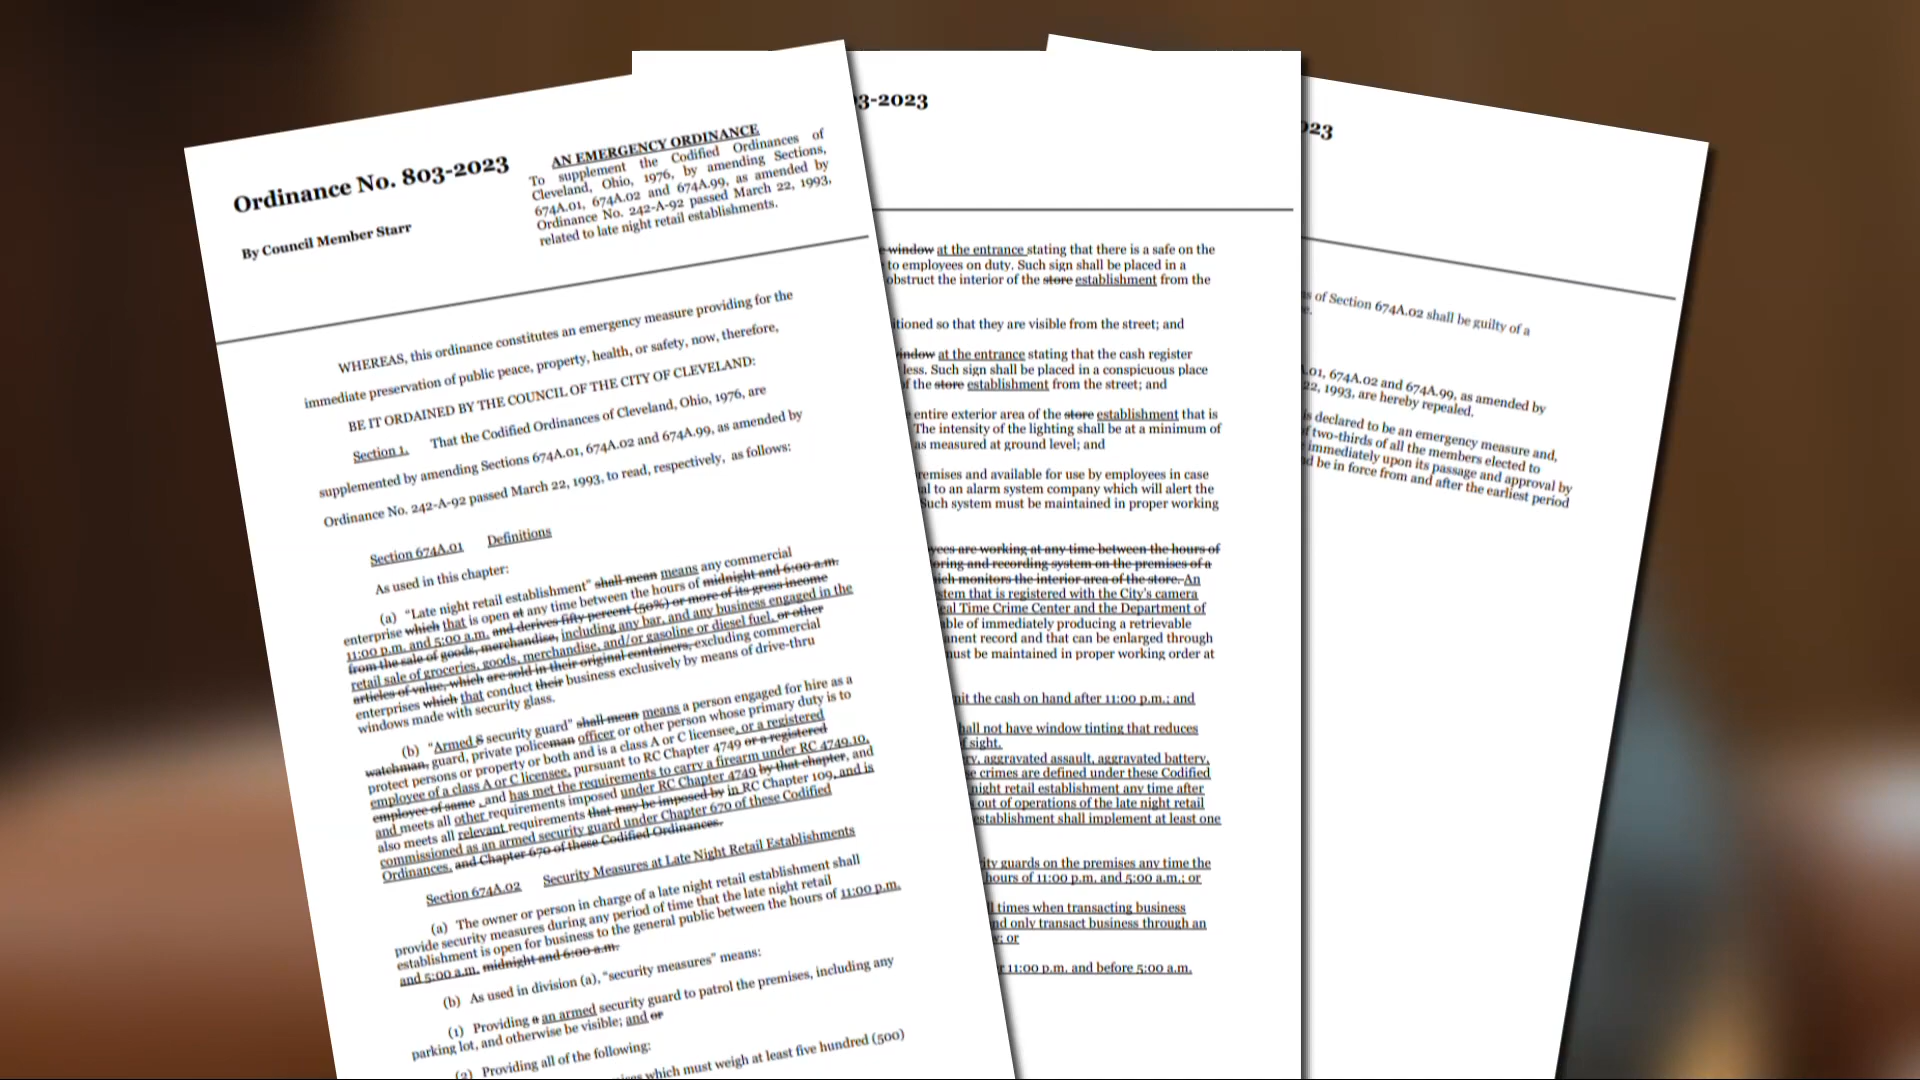 Ordinance No. 803-2023
By Council Member Starr
AN EMERGENCY ORDINANCE
To supplement the Codified Ordinances of
Cleveland, Ohio, 1976, by amending Sections,
674A.01, 674A.02 and 674A.99, as amended by
Ordinance No. 242-A-92 passed March 22, 1993,
related to late night retail establishments.
WHEREAS, this ordinance constitutes an emergency measure providing for the
immediate preservation of public peace, property, health, or safety, now, therefore,
BE IT ORDAINED BY THE COUNCIL OF THE CITY OF CLEVELAND:
Section 1. That the Codified Ordinances of Cleveland, Ohio, 1976, are
supplemented by amending Sections 674A.01, 674A.02 and 674A.99, as amended by
Ordinance No. 242-A-92 passed March 22, 1993, to read, respectively, as follows:
Section 674A.01 Definitions
As used in this chapter:
(a) "Late night retail establishment" shall mean means any commercial
enterprise which that is open at any time between the hours of midnight and 6:00 a.m.
11:00 p.m. and 5:00 a.m. and derives fifty percent (50%) or more of its gross income
from the sale of goods, merchandise, including any bar, and any business engaged in the
retail sale of groceries, goods, merchandise, and/or gasoline or diesel fuel, or other
articles of value, which are sold in their original containers, excluding commercial
enterprises which that conduct their business exclusively by means of drive-thru
windows made with security glass.
(b) "Armed S security guard" shall mean means a person engaged for hire as a
watchman, guard, private policeman officer or other person whose primary duty is to
protect persons or property or both and is a class A or C licensee, or a registered
employee of a class A or C licensee, pursuant to RC Chapter 4749 or a registered
employee of same , and has met the requirements to carry a firearm under RC 4749.10,
and meets all other requirements imposed under RC Chapter 4749 by that chapter, and
also meets all relevant requirements that may be imposed by in RC Chapter 109, and is
commissioned as an armed security guard under Chapter 670 of these Codified
Ordinances. and Chapter 670 of these Codified Ordinances.
Section 674A.02 Security Measures at Late Night Retail Establishments
(a) The owner or person in charge of a late night retail establishment shall
provide security measures during any period of time that the late night retail
establishment is open for business to the general public between the hours of 11:00 p.m.
and 5:00 a.m. midnight and 6:00 a.m.
(b) As used in division (a), "security measures" means:
(1) Providing a an armed security guard to patrol the premises, including any
parking lot, and otherwise be visible; and or
(2) Providing all of the following:
which must weigh at least five hundred (500)
03-2023
window at the entrance stating that there is a safe on the
to employees on duty. Such sign shall be placed in a
obstruct the interior of the store establishment from the
itioned so that they are visible from the street; and
window at the entrance stating that the cash register
less. Such sign shall be placed in a conspicuous place
f the store establishment from the street; and
entire exterior area of the store establishment that is
The intensity of the lighting shall be at a minimum of
as measured at ground level; and
remises and available for use by employees in case
al to an alarm system company which will alert the
Such system must be maintained in proper working
yees are working at any time between the hours of
oring and recording system on the premises of a
ich monitors the interior area of the store. An
stem that is registered with the City's camera
eal Time Crime Center and the Department of
ble of immediately producing a retrievable
anent record and that can be enlarged through
must be maintained in proper working order at
mit the cash on hand after 11:00 p.m.; and
hall not have window tinting that reduces
f sight.
ry, aggravated assault, aggravated battery,
e crimes are defined under these Codified
night retail establishment any time after
out of operations of the late night retail
establishment shall implement at least one
ity guards on the premises any time the
hours of 11:00 p.m. and 5:00 a.m.; or
l times when transacting business
nd only transact business through an
y; or
r 11:00 p.m. and before 5:00 a.m.
023
s of Section 674A.02 shall be guilty of a
e.
.01, 674A.02 and 674A.99, as amended by
22, 1993, are hereby repealed.
is declared to be an emergency measure and,
f two-thirds of all the members elected to
immediately upon its passage and approval by
d be in force from and after the earliest period